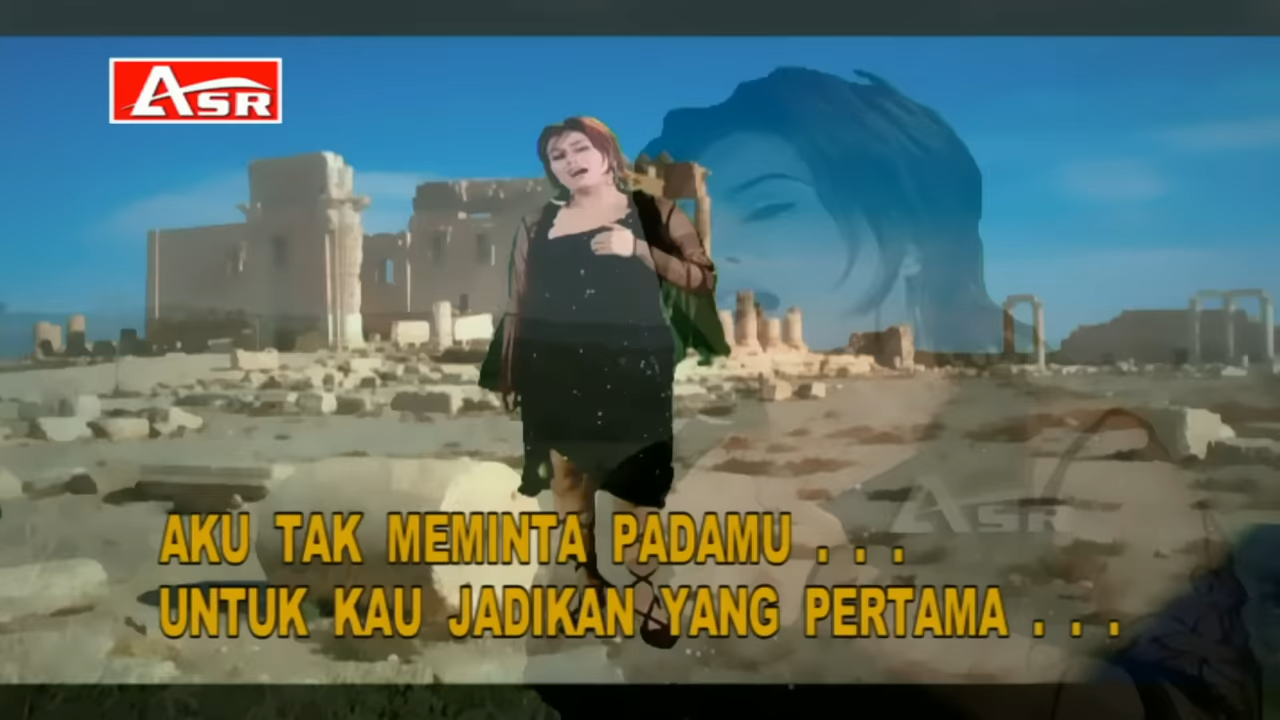 ASR
ASR
AKU TAK MEMINTA PADAMU . . .
UNTUK KAU JADIKAN YANG PERTAMA . . .